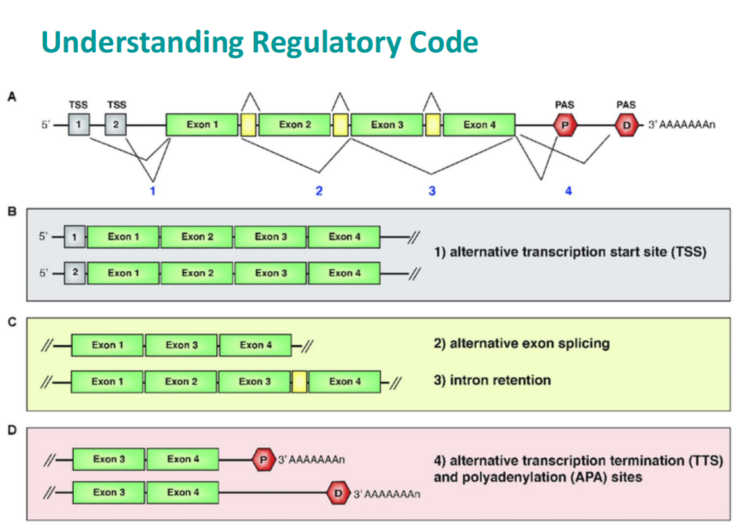 Understanding Regulatory Code
A
TSS TSS PAS PAS
5' 1 2 Exon 1 Exon 2 Exon 3 Exon 4 P D 3' AAAAAAAn
1 2 3 4
B
5' 1 Exon 1 Exon 2 Exon 3 Exon 4 //
1) alternative transcription start site (TSS)
5' 2 Exon 1 Exon 2 Exon 3 Exon 4 //
C
// Exon 1 Exon 3 Exon 4 // 2) alternative exon splicing
// Exon 1 Exon 2 Exon 3 Exon 4 // 3) intron retention
D
// Exon 3 Exon 4 P 3' AAAAAAAn 4) alternative transcription termination (TTS)
and polyadenylation (APA) sites
// Exon 3 Exon 4 D 3' AAAAAAAn